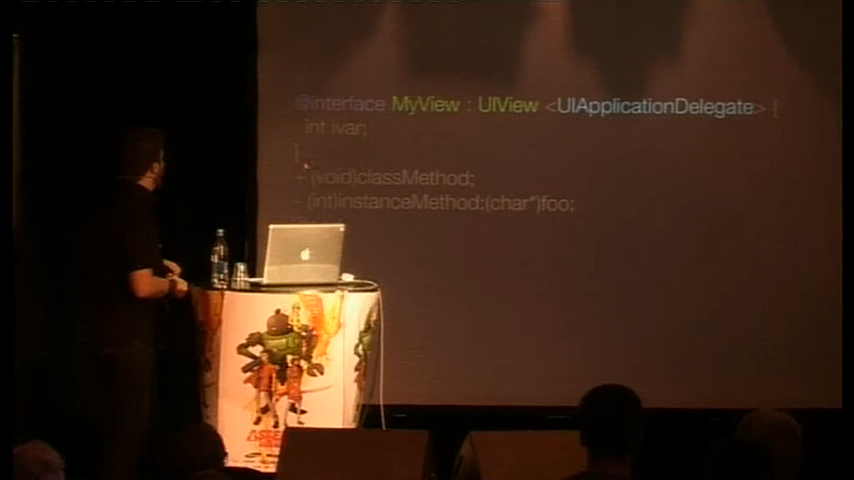 @interface MyView : UIView <UIApplicationDelegate> {
int ivar;
}
+ (void)classMethod;
- (int)instanceMethod:(char*)foo;